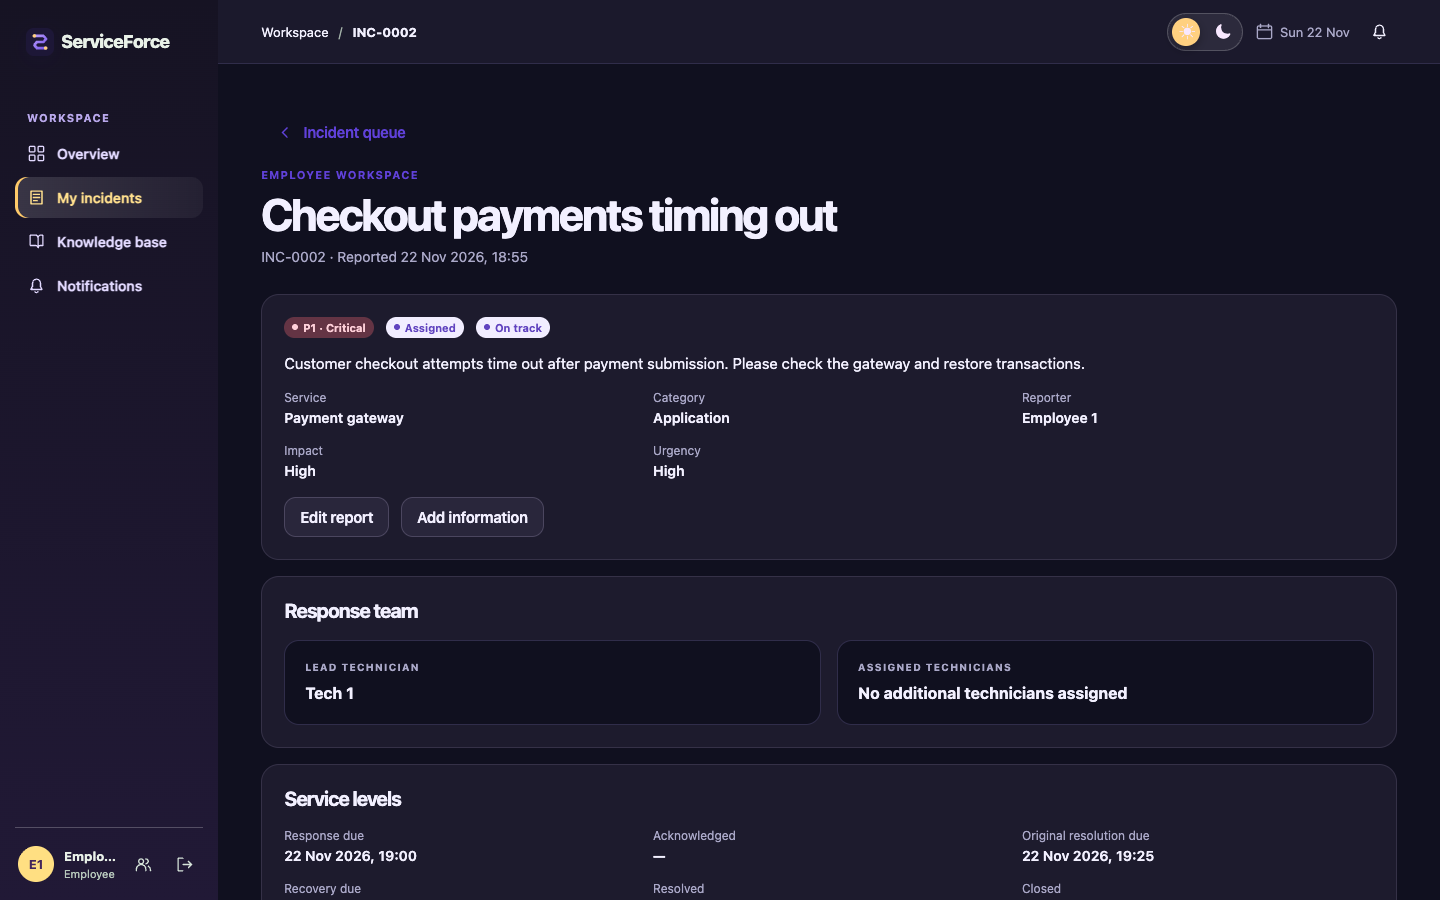 ServiceForce
Workspace / INC-0002
Sun 22 Nov
WORKSPACE
Overview
My incidents
Knowledge base
Notifications
Incident queue
EMPLOYEE WORKSPACE
Checkout payments timing out
INC-0002 · Reported 22 Nov 2026, 18:55
P1 · Critical Assigned On track
Customer checkout attempts time out after payment submission. Please check the gateway and restore transactions.
Service Category Reporter
Payment gateway Application Employee 1
Impact Urgency
High High
Edit report Add information
Response team
LEAD TECHNICIAN ASSIGNED TECHNICIANS
Tech 1 No additional technicians assigned
Service levels
Response due Acknowledged Original resolution due
22 Nov 2026, 19:00 — 22 Nov 2026, 19:25
Recovery due Resolved Closed
E1 Emplo...
Employee